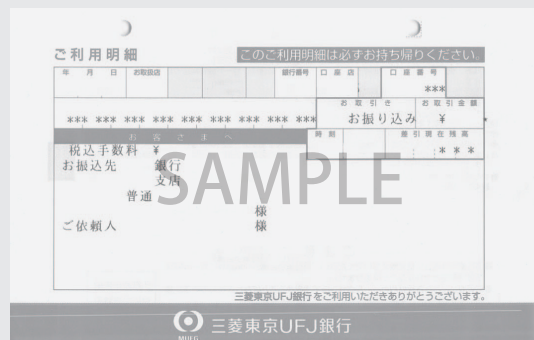 ご利用明細
このご利用明細は必ずお持ち帰りください。
年 月 日 お取扱店 銀行番号 口座店 口座番号
***
お取引き お取引金額
*** *** *** *** *** *** *** *** *** お振り込み ¥ *
お客さまへ 時刻 差引現在残高
***
税込手数料 ¥
お振込先 銀行
支店
普通
様
ご依頼人 様
SAMPLE
三菱東京UFJ銀行をご利用いただきありがとうございます。
三菱東京UFJ銀行
MUFG